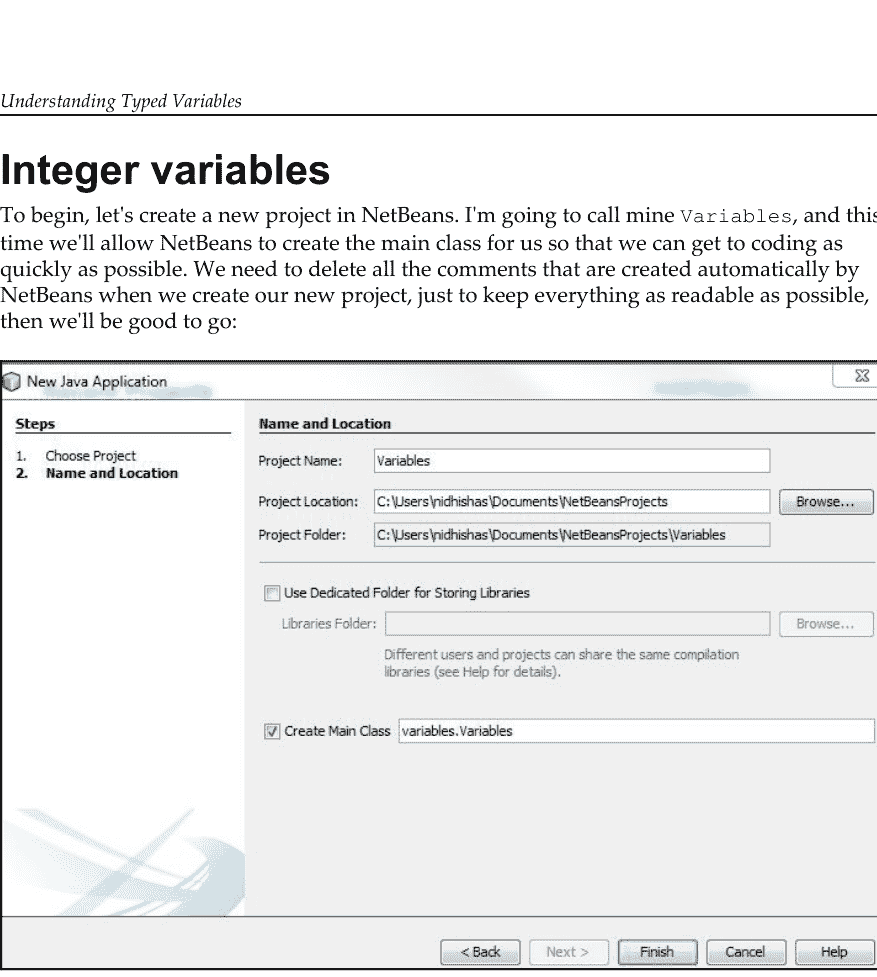 Understanding Typed Variables
Integer variables
To begin, let's create a new project in NetBeans. I'm going to call mine Variables, and this
time we'll allow NetBeans to create the main class for us so that we can get to coding as
quickly as possible. We need to delete all the comments that are created automatically by
NetBeans when we create our new project, just to keep everything as readable as possible,
then we'll be good to go:
New Java Application
Steps
1. Choose Project
2. Name and Location
Name and Location
Project Name: Variables
Project Location: C:\Users\nidhishas\Documents\NetBeansProjects Browse...
Project Folder: C:\Users\nidhishas\Documents\NetBeansProjects\Variables
Use Dedicated Folder for Storing Libraries
Libraries Folder: Browse...
Different users and projects can share the same compilation
libraries (see Help for details).
Create Main Class variables.Variables
< Back Next > Finish Cancel Help